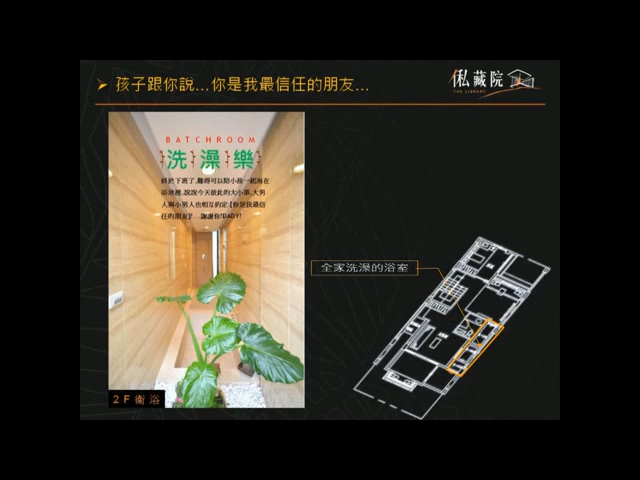 孩子跟你說...你是我最信任的朋友...
俬藏院
THE LIBRARY
BATCHROOM
洗澡樂
終於下班了,難得可以陪小孩一起泡在
浴池裡,說說今天彼此的大小事,大男
人與小男人也相互約定:[你是我最信
任的朋友]!...謝謝你!DADY!
全家洗澡的浴室
2F衛浴